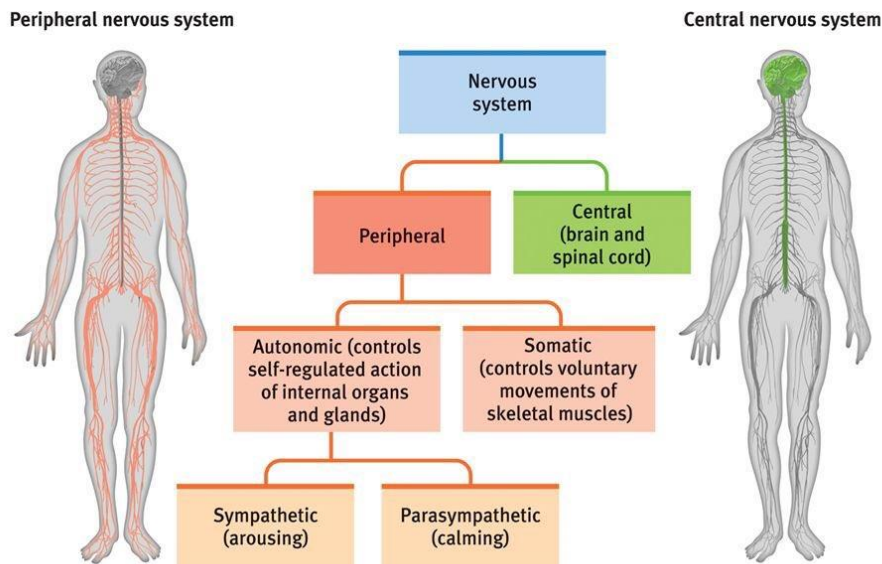 Peripheral nervous system
Central nervous system
Nervous
system
Peripheral
Central
(brain and
spinal cord)
Autonomic (controls
self-regulated action
of internal organs
and glands)
Somatic
(controls voluntary
movements of
skeletal muscles)
Sympathetic
(arousing)
Parasympathetic
(calming)